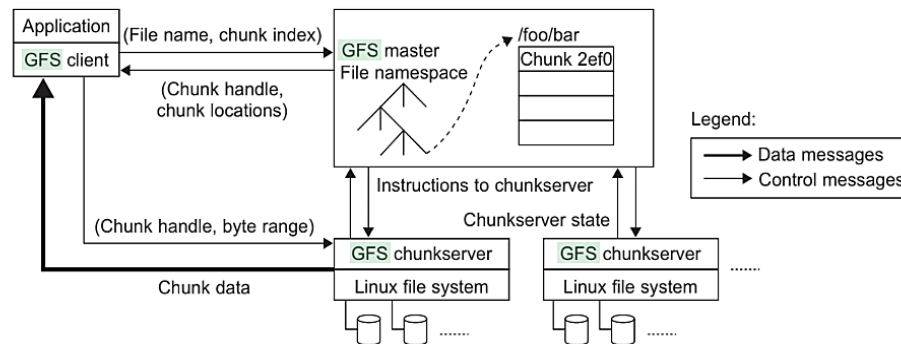 Application
GFS client
(File name, chunk index)
(Chunk handle,
chunk locations)
GFS master
File namespace
/foo/bar
Chunk 2ef0
Legend:
Data messages
Control messages
Instructions to chunkserver
Chunkserver state
(Chunk handle, byte range)
Chunk data
GFS chunkserver
Linux file system
GFS chunkserver
Linux file system